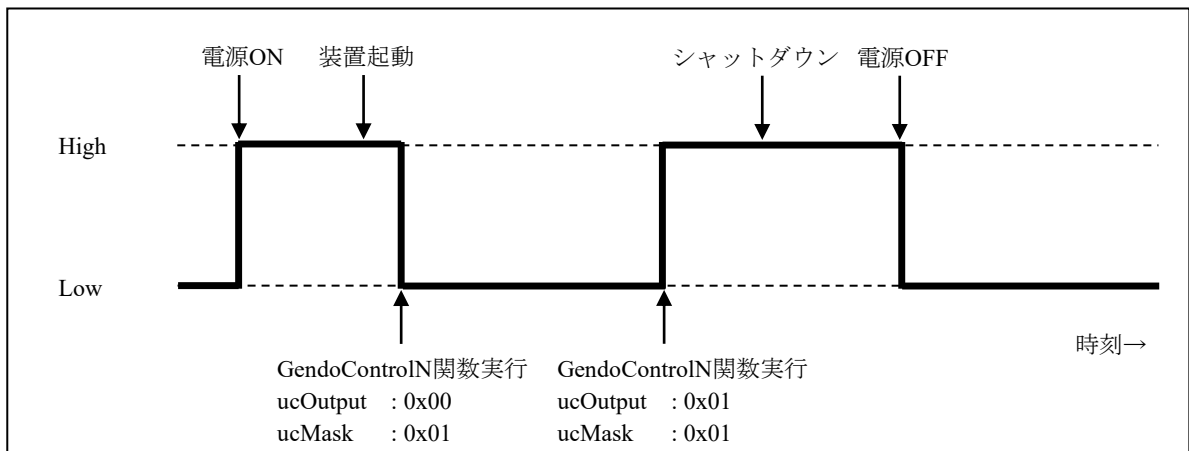 電源ON 装置起動 シャットダウン 電源OFF
High
Low
時刻→
GendoControlN関数実行 GendoControlN関数実行
ucOutput : 0x00 ucOutput : 0x01
ucMask : 0x01 ucMask : 0x01